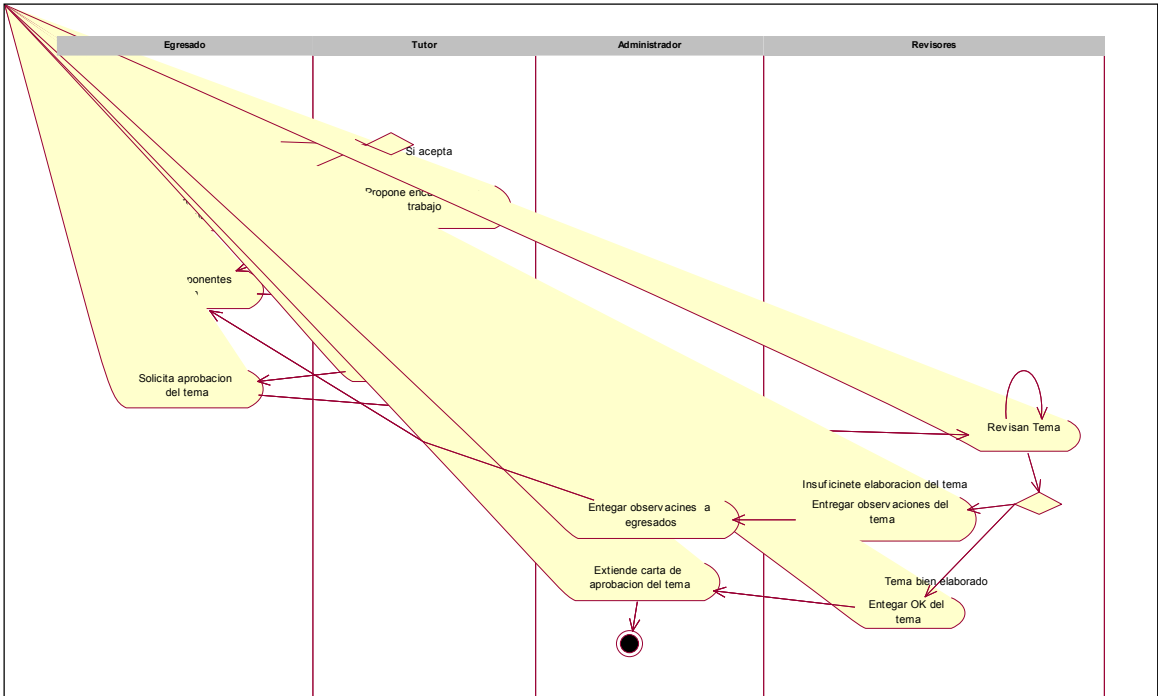 Egresado
Tutor
Administrador
Revisores
Si acepta
Propone
trabajo
Solicita aprobacion
del tema
Revisan Tema
Insuficinete elaboracion del tema
Entregar observaciones del
tema
Entegar observacines a
egresados
Extiende carta de
aprobacion del tema
Tema bien elaborado
Entegar OK del
tema